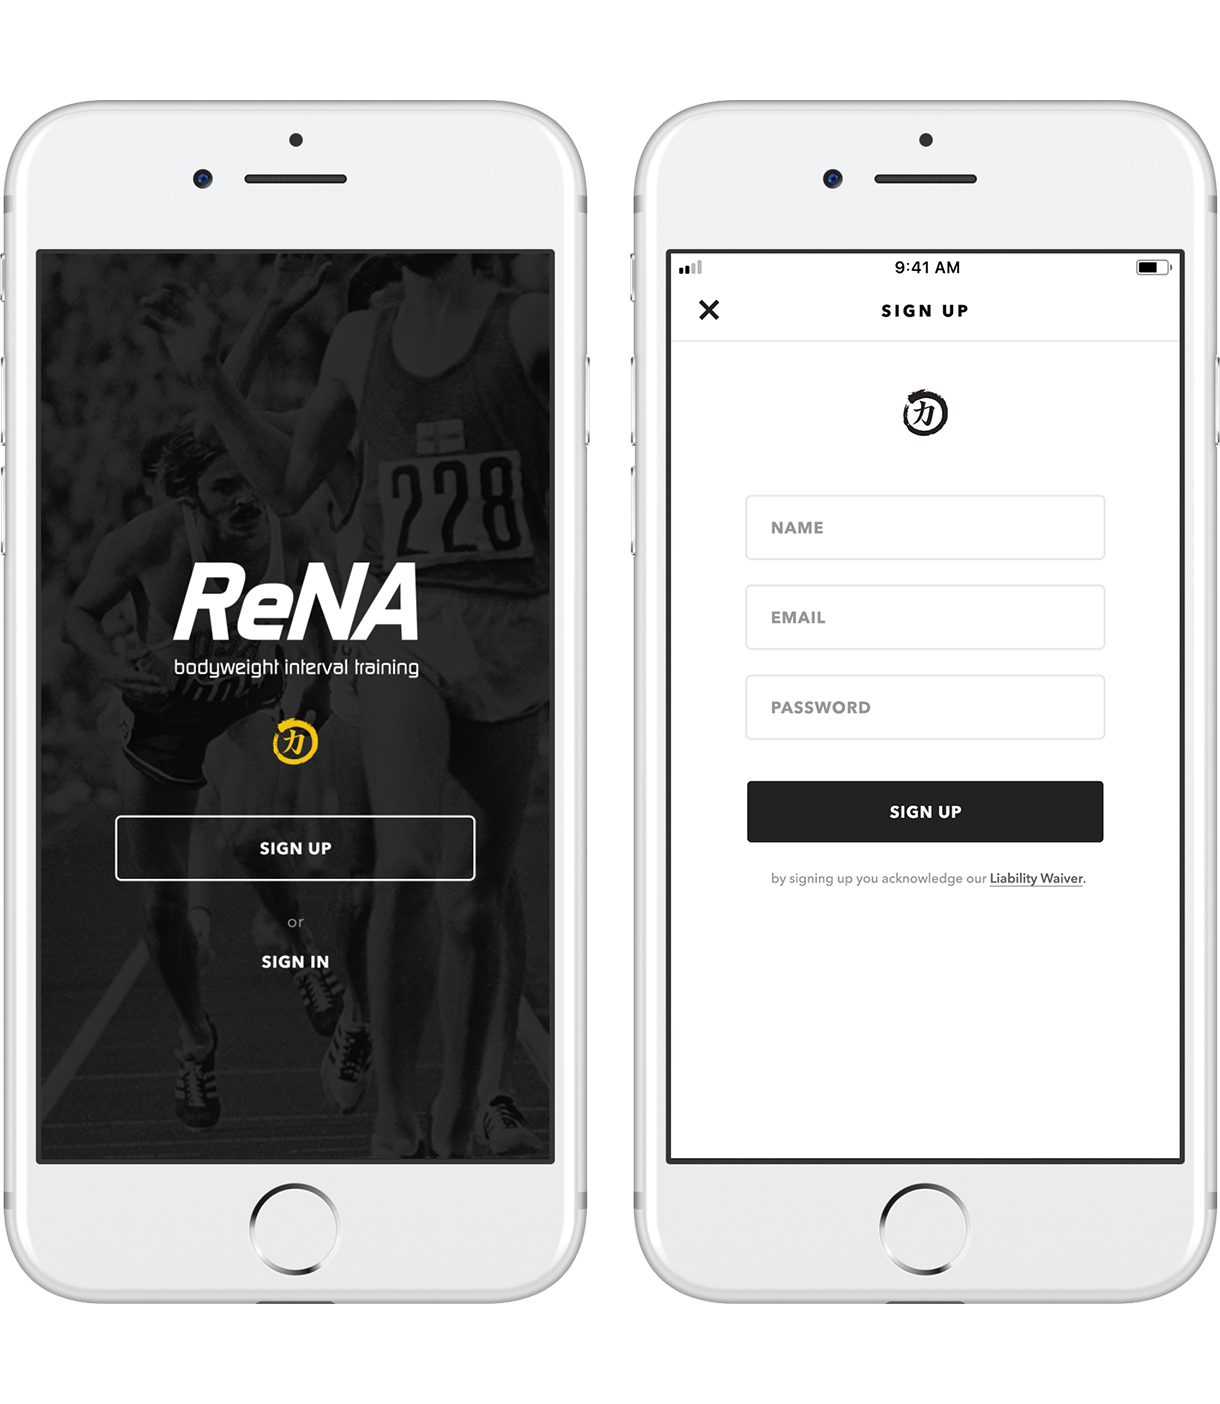 228
ReNA
bodyweight interval training
力
SIGN UP
or
SIGN IN
9:41 AM
SIGN UP
力
NAME
EMAIL
PASSWORD
SIGN UP
by signing up you acknowledge our Liability Waiver.